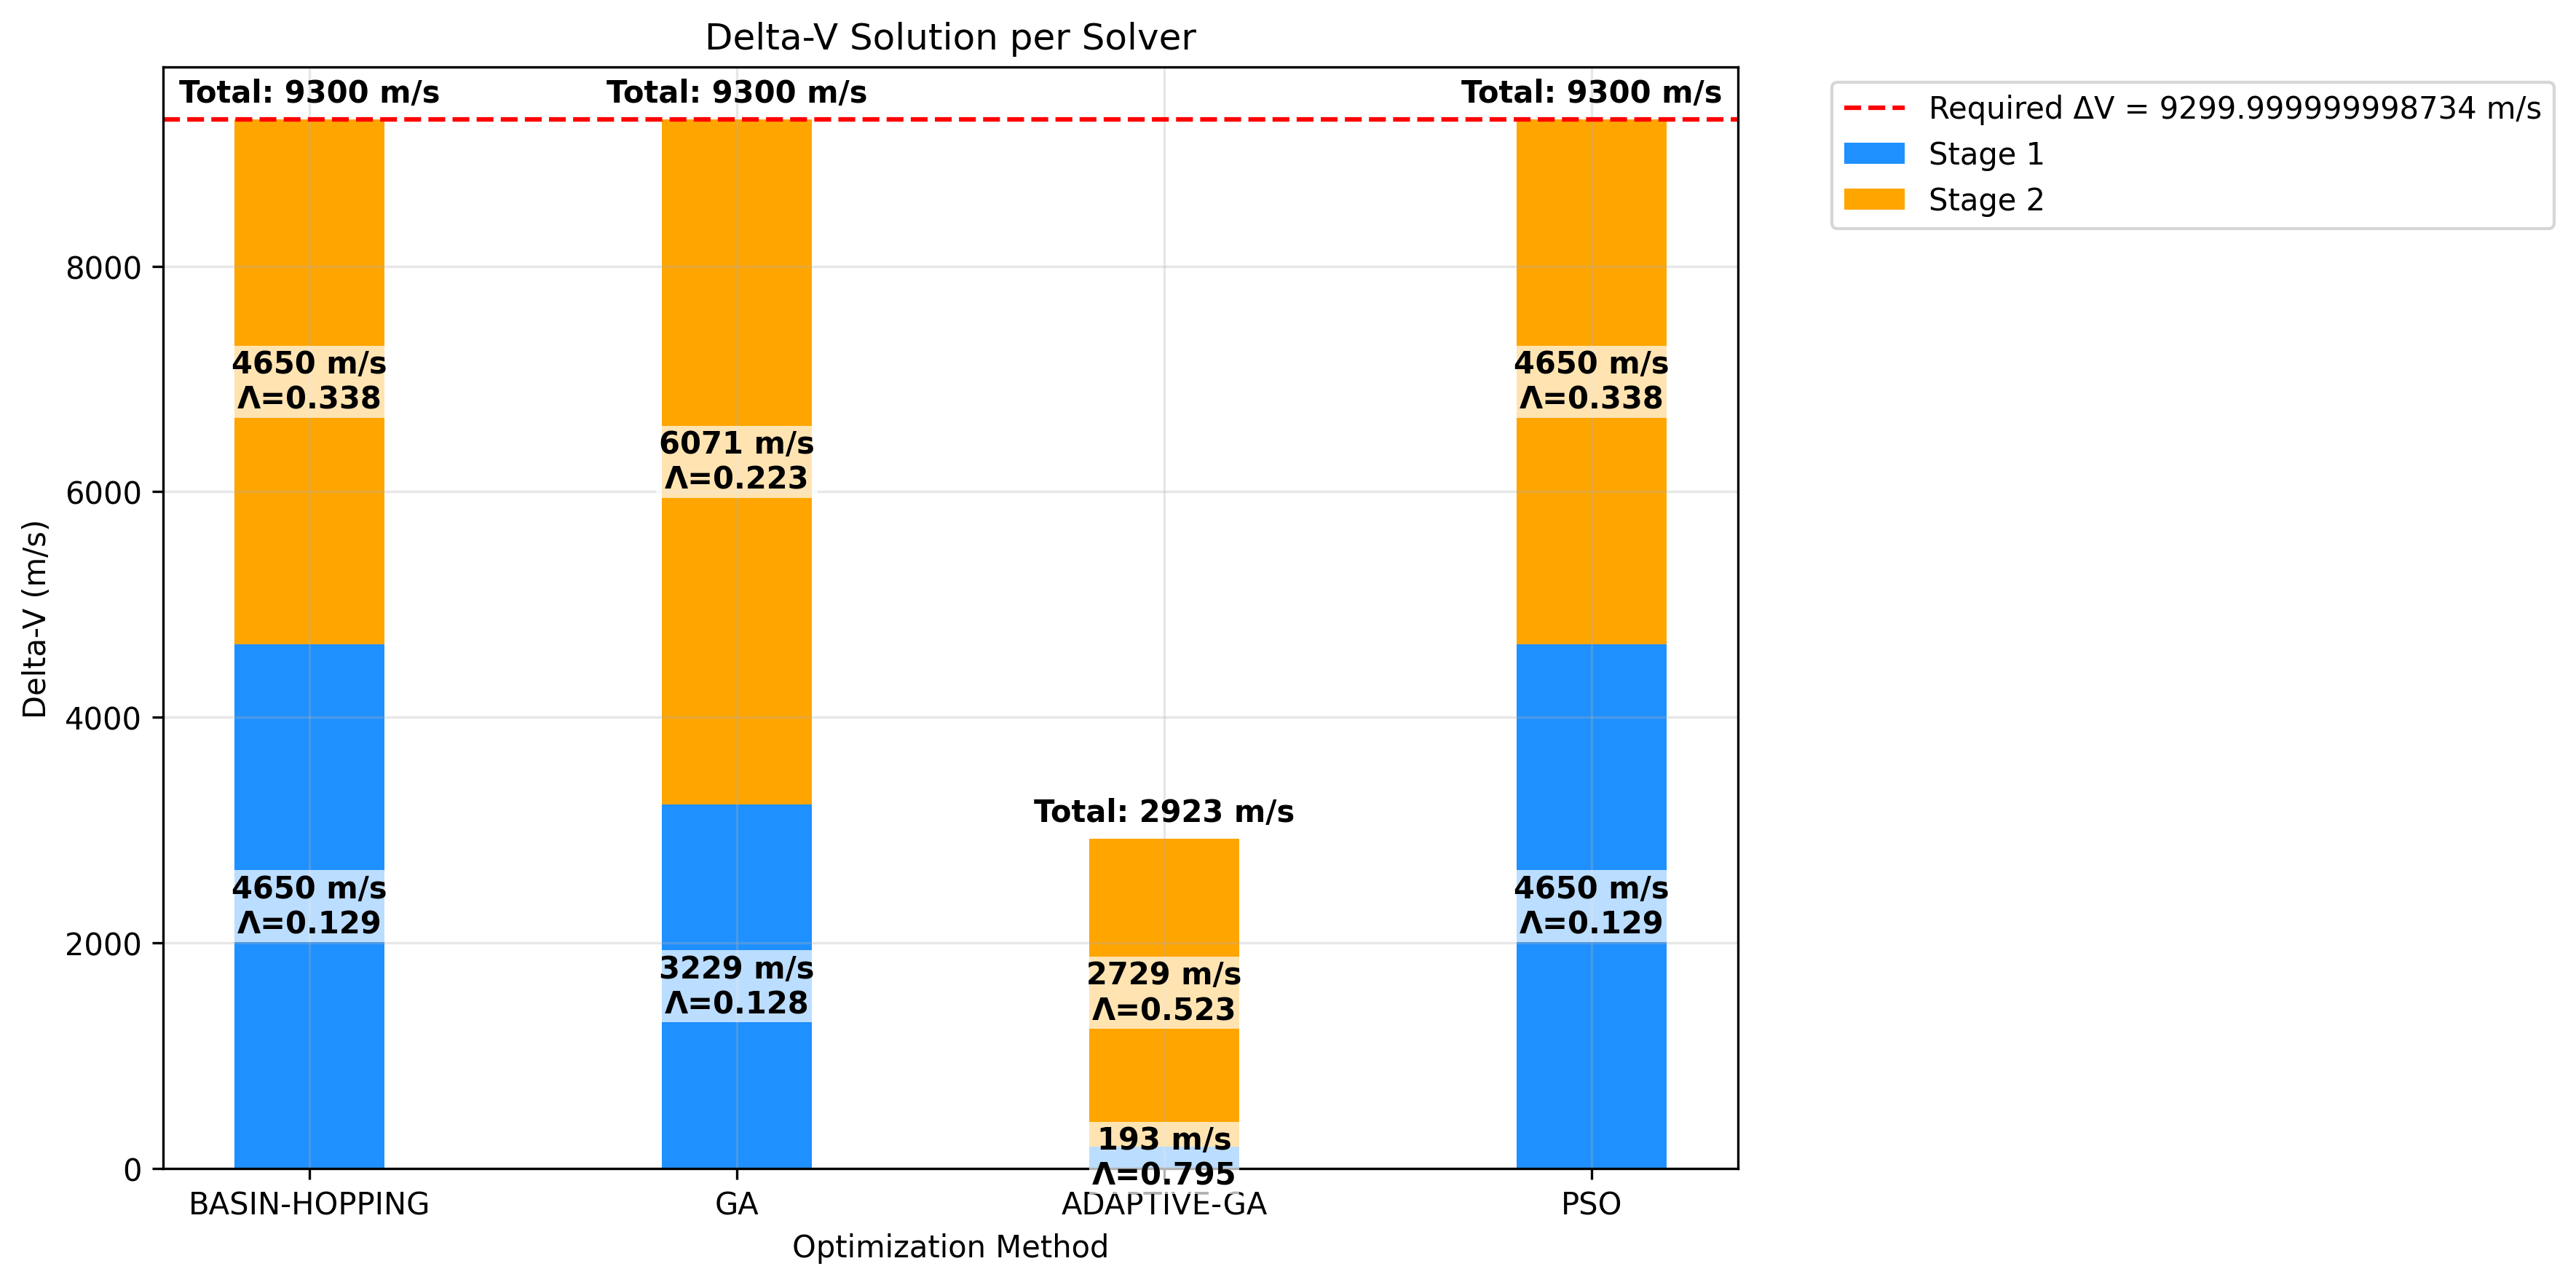 Delta-V Solution per Solver
Total: 9300 m/s
Total: 9300 m/s
Total: 9300 m/s
Required ΔV = 9299.999999998734 m/s
Stage 1
Stage 2
8000
6000
4000
2000
0
Delta-V (m/s)
4650 m/s
Λ=0.338
4650 m/s
Λ=0.129
6071 m/s
Λ=0.223
3229 m/s
Λ=0.128
Total: 2923 m/s
2729 m/s
Λ=0.523
193 m/s
Λ=0.795
4650 m/s
Λ=0.338
4650 m/s
Λ=0.129
BASIN-HOPPING
GA
ADAPTIVE-GA
PSO
Optimization Method